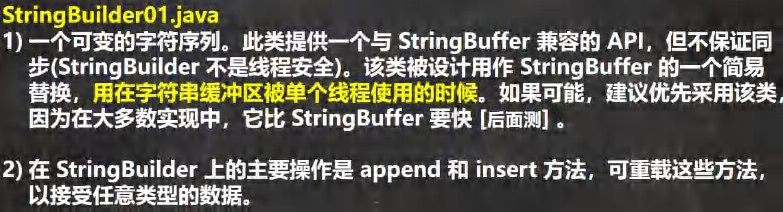 StringBuilder01.java
1) 一个可变的字符序列。此类提供一个与 StringBuffer 兼容的 API，但不保证同
步(StringBuilder 不是线程安全)。该类被设计用作 StringBuffer 的一个简易
替换，用在字符串缓冲区被单个线程使用的时候。如果可能，建议优先采用该类，
因为在大多数实现中，它比 StringBuffer 要快 [后面测] 。
2) 在 StringBuilder 上的主要操作是 append 和 insert 方法，可重载这些方法，
以接受任意类型的数据。